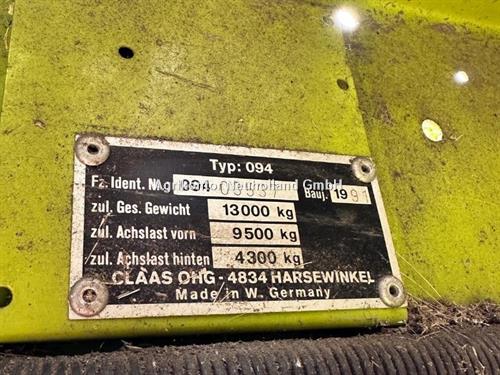 Typ: 094
Fz. Ident. Nr. 094
Bauj. 1991
zul. Ges. Gewicht 13000 kg
zul. Achslast vorn 9500 kg
zul. Achslast hinten 4300 kg
CLAAS OHG - 4834 HARSEWINKEL
Made in W. Germany